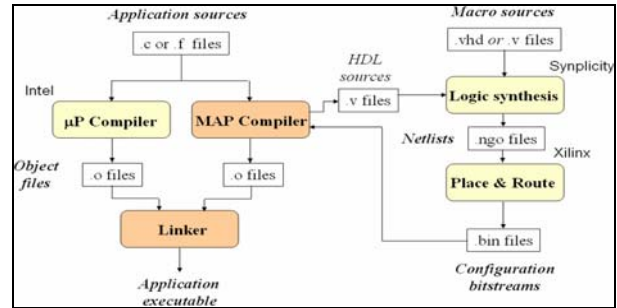 Application sources
.c or .f files
Intel
μP Compiler
MAP Compiler
Object
files
.o files
.o files
Linker
Application
executable
HDL
sources
.v files
Macro sources
.vhd or .v files
Synplicity
Logic synthesis
Netlists
.ngo files
Xilinx
Place & Route
.bin files
Configuration
bitstreams